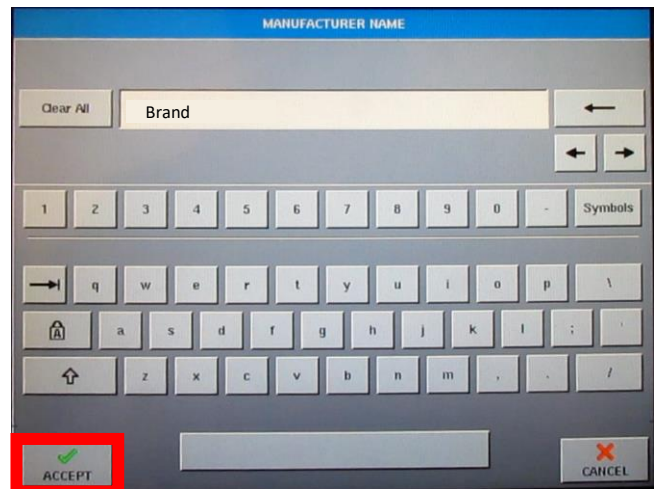 MANUFACTURER NAME
Clear All Brand
1 2 3 4 5 6 7 8 9 0 - Symbols
q w e r t y u i o p \
A a s d f g h j k l ; '
z x c v b n m , . /
ACCEPT CANCEL